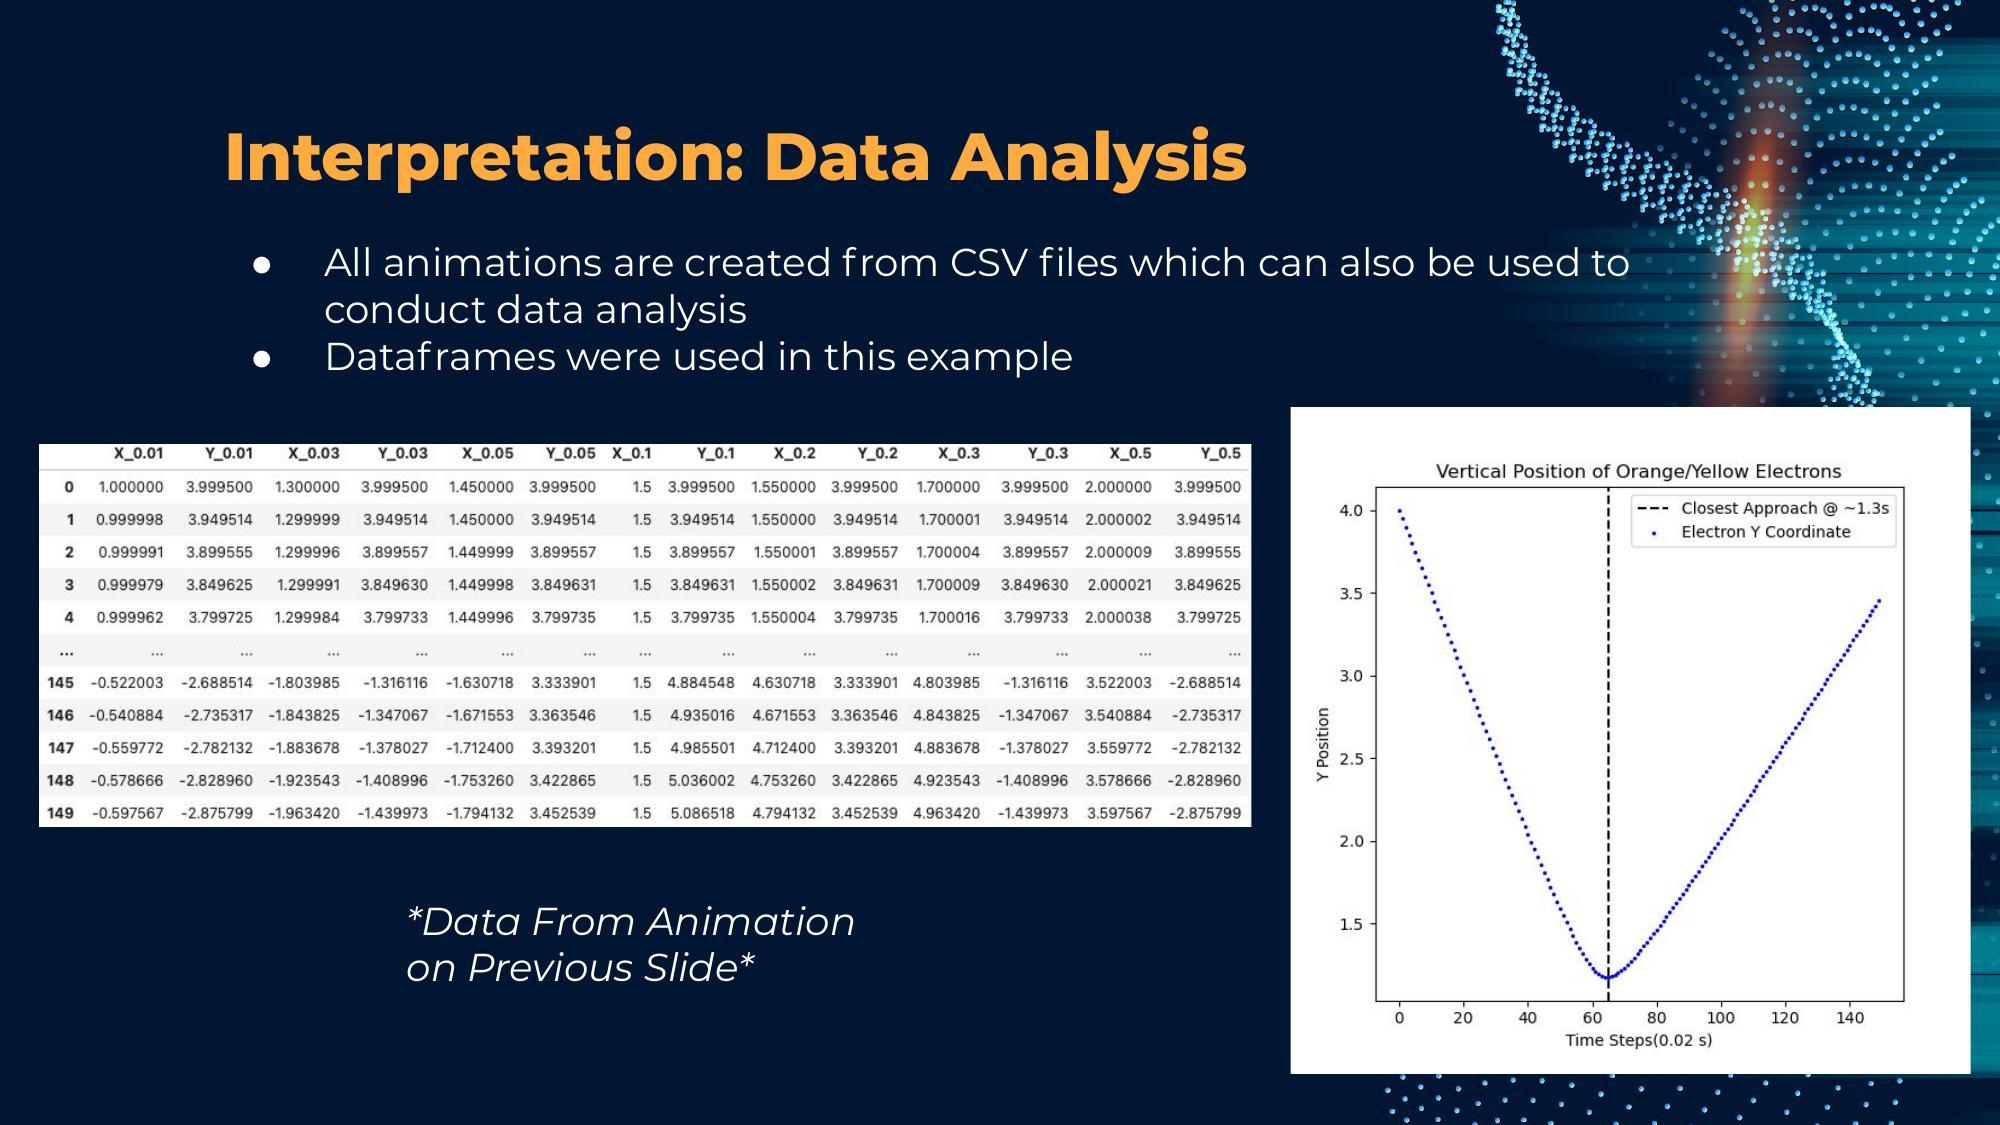 Interpretation: Data Analysis
● All animations are created from CSV files which can also be used to
conduct data analysis
● Dataframes were used in this example
X_0.01 Y_0.01 X_0.03 Y_0.03 X_0.05 Y_0.05 X_0.1 Y_0.1 X_0.2 Y_0.2 X_0.3 Y_0.3 X_0.5 Y_0.5
0 1.000000 3.999500 1.300000 3.999500 1.450000 3.999500 1.5 3.999500 1.550000 3.999500 1.700000 3.999500 2.000000 3.999500
1 0.999998 3.949514 1.299999 3.949514 1.450000 3.949514 1.5 3.949514 1.550000 3.949514 1.700001 3.949514 2.000002 3.949514
2 0.999991 3.899555 1.299996 3.899557 1.449999 3.899557 1.5 3.899557 1.550001 3.899557 1.700004 3.899557 2.000009 3.899555
3 0.999979 3.849625 1.299991 3.849630 1.449998 3.849631 1.5 3.849631 1.550002 3.849631 1.700009 3.849630 2.000021 3.849625
4 0.999962 3.799725 1.299984 3.799733 1.449996 3.799735 1.5 3.799735 1.550004 3.799735 1.700016 3.799733 2.000038 3.799725
... ... ... ... ... ... ... ... ... ... ... ... ... ... ...
145 -0.522003 -2.688514 -1.803985 -1.316116 -1.630718 3.333901 1.5 4.884548 4.630718 3.333901 4.803985 -1.316116 3.522003 -2.688514
146 -0.540884 -2.735317 -1.843825 -1.347067 -1.671553 3.363546 1.5 4.935016 4.671553 3.363546 4.843825 -1.347067 3.540884 -2.735317
147 -0.559772 -2.782132 -1.883678 -1.378027 -1.712400 3.393201 1.5 4.985501 4.712400 3.393201 4.883678 -1.378027 3.559772 -2.782132
148 -0.578666 -2.828960 -1.923543 -1.408996 -1.753260 3.422865 1.5 5.036002 4.753260 3.422865 4.923543 -1.408996 3.578666 -2.828960
149 -0.597567 -2.875799 -1.963420 -1.439973 -1.794132 3.452539 1.5 5.086518 4.794132 3.452539 4.963420 -1.439973 3.597567 -2.875799
*Data From Animation
on Previous Slide*
Vertical Position of Orange/Yellow Electrons
Closest Approach @ ~1.3s
Electron Y Coordinate
Y Position
4.0
3.5
3.0
2.5
2.0
1.5
0 20 40 60 80 100 120 140
Time Steps(0.02 s)